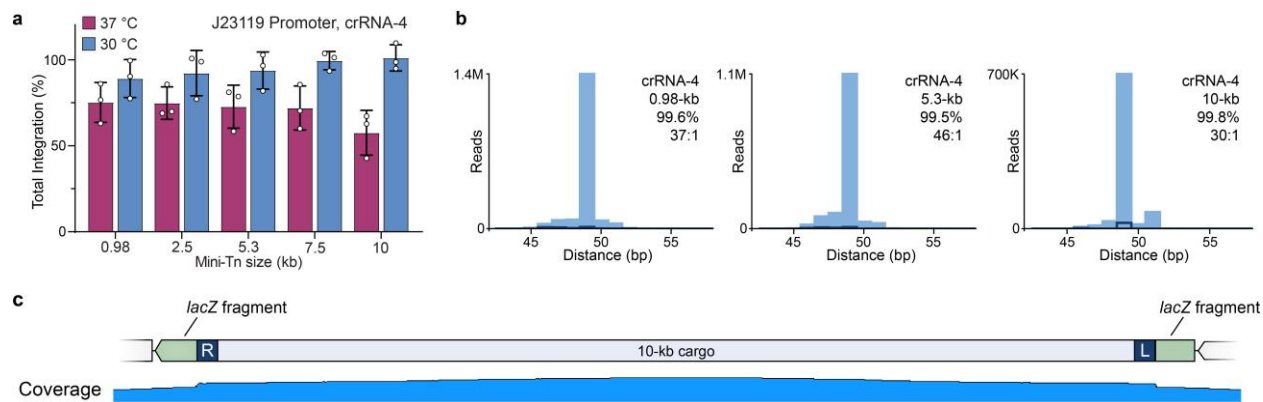 a
37 °C
30 °C
J23119 Promoter, crRNA-4
Total Integration (%)
100
50
0
0.98
2.5
5.3
7.5
10
Mini-Tn size (kb)
b
1.4M
Reads
0
crRNA-4
0.98-kb
99.6%
37:1
45
50
55
Distance (bp)
1.1M
Reads
0
crRNA-4
5.3-kb
99.5%
46:1
45
50
55
Distance (bp)
700K
Reads
0
crRNA-4
10-kb
99.8%
30:1
45
50
55
Distance (bp)
c
lacZ fragment
lacZ fragment
R
10-kb cargo
L
Coverage